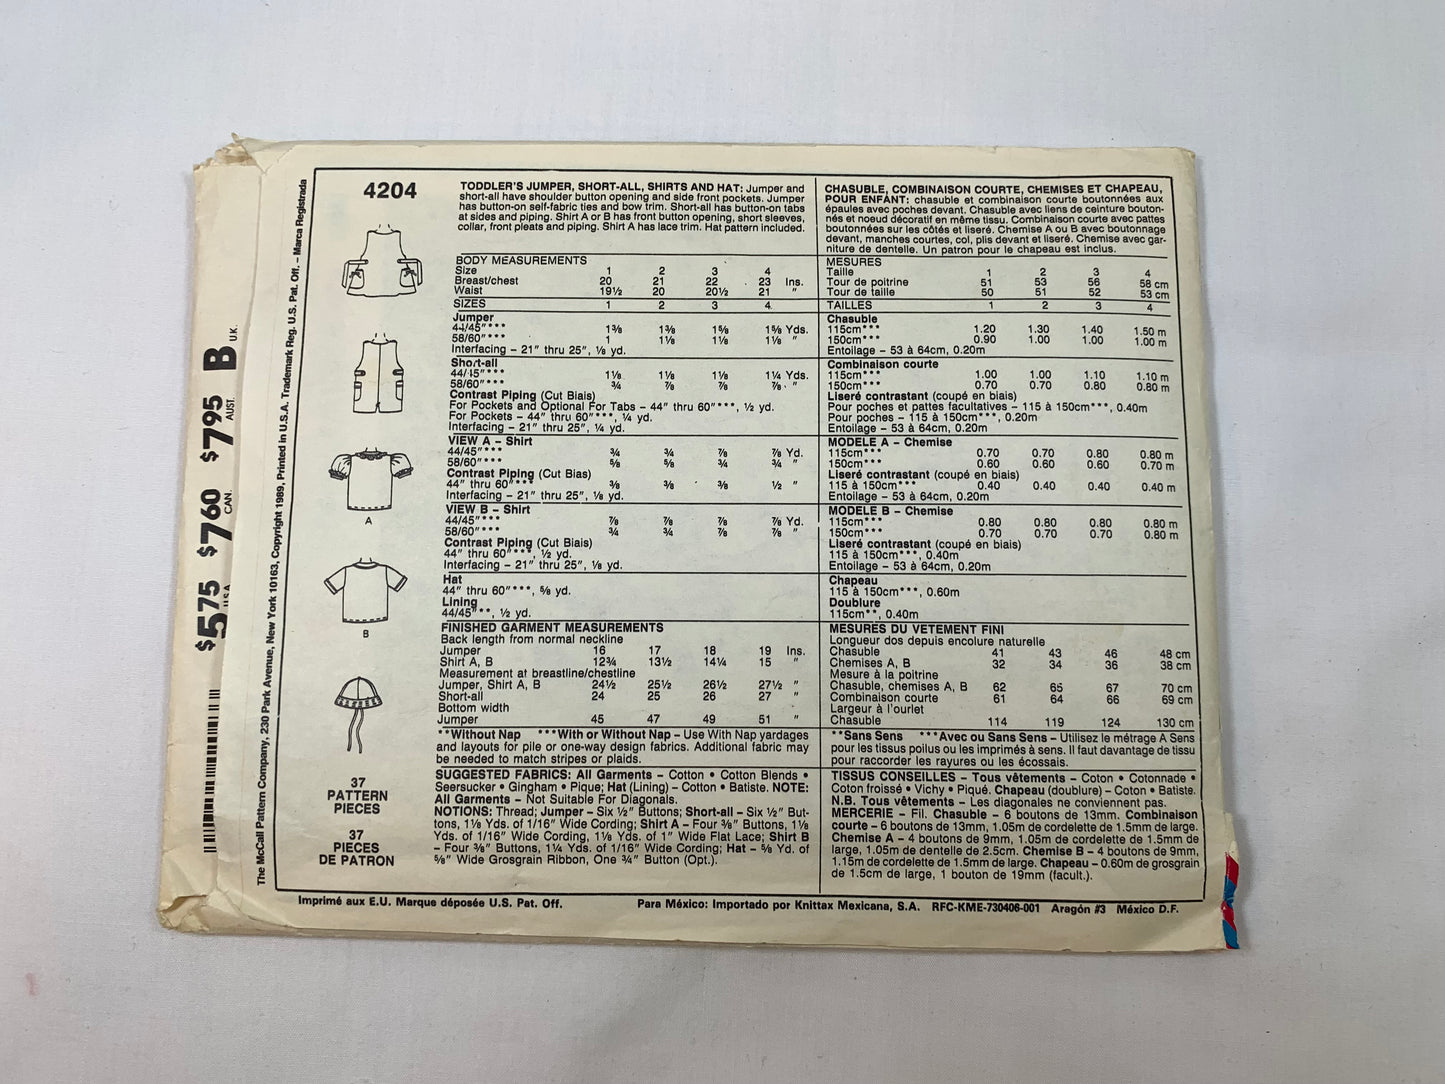 4204
TODDLER'S JUMPER, SHORT-ALL, SHIRTS AND HAT: Jumper and
short-all have shoulder button opening and side front pockets. Jumper
has button-on self-fabric ties and bow trim. Short-all has button-on tabs
at sides and piping. Shirt A or B has front button opening, short sleeves,
collar, front pleats and piping. Shirt A has lace trim. Hat pattern included.
BODY MEASUREMENTS
Size 1 2 3 4
Breast/chest 20 21 22 23 Ins.
Waist 19½ 20 20½ 21 "
SIZES 1 2 3 4
Jumper
44/45"*** 1⅜ 1⅜ 1⅝ 1⅝ Yds.
58/60"*** 1 1⅛ 1⅛ 1⅛ "
Interfacing – 21" thru 25", ⅛ yd.
Short-all
44/45"*** 1⅛ 1⅛ 1⅛ 1¼ Yds.
58/60"*** ¾ ⅞ ⅞ ⅞ "
Contrast Piping (Cut Biais)
For Pockets and Optional For Tabs – 44" thru 60"***, ½ yd.
For Pockets – 44" thru 60"***, ¼ yd.
Interfacing – 21" thru 25", ¼ yd.
VIEW A – Shirt
44/45"*** ¾ ¾ ⅞ ⅞ Yd.
58/60"*** ⅝ ⅝ ¾ ¾ "
Contrast Piping (Cut Bias)
44" thru 60"*** ⅜ ⅜ ⅜ ½ "
Interfacing – 21" thru 25", ⅛ yd.
VIEW B – Shirt
44/45"*** ⅞ ⅞ ⅞ ⅞ Yd.
58/60"*** ¾ ¾ ⅞ ⅞ "
Contrast Piping (Cut Biais)
44" thru 60"***, ½ yd.
Interfacing – 21" thru 25", ⅛ yd.
Hat
44" thru 60"***, ⅝ yd.
Lining
44/45"**, ½ yd.
FINISHED GARMENT MEASUREMENTS
Back length from normal neckline
Jumper 16 17 18 19 Ins.
Shirt A, B 12¾ 13½ 14¼ 15 "
Measurement at breastline/chestline
Jumper, Shirt A, B 24½ 25½ 26½ 27½ "
Short-all 24 25 26 27 "
Bottom width
Jumper 45 47 49 51 "
**Without Nap ***With or Without Nap – Use With Nap yardages
and layouts for pile or one-way design fabrics. Additional fabric may
be needed to match stripes or plaids.
SUGGESTED FABRICS: All Garments – Cotton • Cotton Blends •
Seersucker • Gingham • Pique; Hat (Lining) – Cotton • Batiste. NOTE:
All Garments – Not Suitable For Diagonals.
NOTIONS: Thread; Jumper – Six ½" Buttons; Short-all – Six ½" But-
tons, 1⅛ Yds. of 1/16" Wide Cording; Shirt A – Four ⅜" Buttons, 1⅛
Yds. of 1/16" Wide Cording, 1⅛ Yds. of 1" Wide Flat Lace; Shirt B
– Four ⅜" Buttons, 1¼ Yds. of 1/16" Wide Cording; Hat – ⅝ Yd. of
⅝" Wide Grosgrain Ribbon, One ¾" Button (Opt.).
CHASUBLE, COMBINAISON COURTE, CHEMISES ET CHAPEAU,
POUR ENFANT: chasuble et combinaison courte boutonnées aux
épaules avec poches devant. Chasuble avec liens de ceinture bouton-
nés et noeud décoratif en même tissu. Combinaison courte avec pattes
boutonnées sur les côtés et liseré. Chemise A ou B avec boutonnage
devant, manches courtes, col, plis devant et liseré. Chemise avec gar-
niture de dentelle. Un patron pour le chapeau est inclus.
MESURES
Taille 1 2 3 4
Tour de poitrine 51 53 56 58 cm
Tour de taille 50 51 52 53 cm
TAILLES 1 2 3 4
Chasuble
115cm*** 1.20 1.30 1.40 1.50 m
150cm*** 0.90 1.00 1.00 1.00 m
Entoilage – 53 à 64cm, 0.20m
Combinaison courte
115cm*** 1.00 1.00 1.10 1.10 m
150cm*** 0.70 0.70 0.80 0.80 m
Liseré contrastant (coupé en biais)
Pour poches et pattes facultatives – 115 à 150cm***, 0.40m
Pour poches – 115 à 150cm***, 0.20m
Entoilage – 53 à 64cm, 0.20m
MODELE A – Chemise
115cm*** 0.70 0.70 0.80 0.80 m
150cm*** 0.60 0.60 0.60 0.70 m
Liseré contrastant (coupé en biais)
115 à 150cm*** 0.40 0.40 0.40 0.40 m
Entoilage – 53 à 64cm, 0.20m
MODELE B – Chemise
115cm*** 0.80 0.80 0.80 0.80 m
150cm*** 0.70 0.70 0.70 0.80 m
Liseré contrastant (coupé en biais)
115 à 150cm***, 0.40m
Entoilage – 53 à 64cm, 0.20m
Chapeau
115 à 150cm***, 0.60m
Doublure
115cm**, 0.40m
MESURES DU VETEMENT FINI
Longueur dos depuis encolure naturelle
Chasuble 41 43 46 48 cm
Chemises A, B 32 34 36 38 cm
Mesure à la poitrine
Chasuble, chemises A, B 62 65 67 70 cm
Combinaison courte 61 64 66 69 cm
Largeur à l'ourlet
Chasuble 114 119 124 130 cm
**Sans Sens ***Avec ou Sans Sens – Utilisez le métrage A Sens
pour les tissus poilus ou les imprimés à sens. Il faut davantage de tissu
pour raccorder les rayures ou les écossais.
TISSUS CONSEILLES – Tous vêtements – Coton • Cotonnade •
Coton froissé • Vichy • Piqué. Chapeau (doublure) – Coton • Batiste.
N.B. Tous vêtements – Les diagonales ne conviennent pas.
MERCERIE – Fil. Chasuble – 6 boutons de 13mm. Combinaison
courte – 6 boutons de 13mm, 1.05m de cordelette de 1.5mm de large.
Chemise A – 4 boutons de 9mm, 1.05m de cordelette de 1.5mm de
large, 1.05m de dentelle de 2.5cm. Chemise B – 4 boutons de 9mm,
1.15m de cordelette de 1.5mm de large. Chapeau – 0.60m de grosgrain
de 1.5cm de large, 1 bouton de 19mm (facult.).
A
B
37
PATTERN
PIECES
37
PIECES
DE PATRON
Imprimé aux E.U. Marque déposée U.S. Pat. Off.
Para México: Importado por Knittax Mexicana, S.A. RFC-KME-730406-001 Aragón #3 México D.F.
The McCall Pattern Company, 230 Park Avenue, New York 10163, Copyright 1989, Printed in U.S.A. Trademark Reg. U.S. Pat. Off. – Marca Registrada
$5.75 USA $7.60 CAN. $7.95 AUST. B U.K.